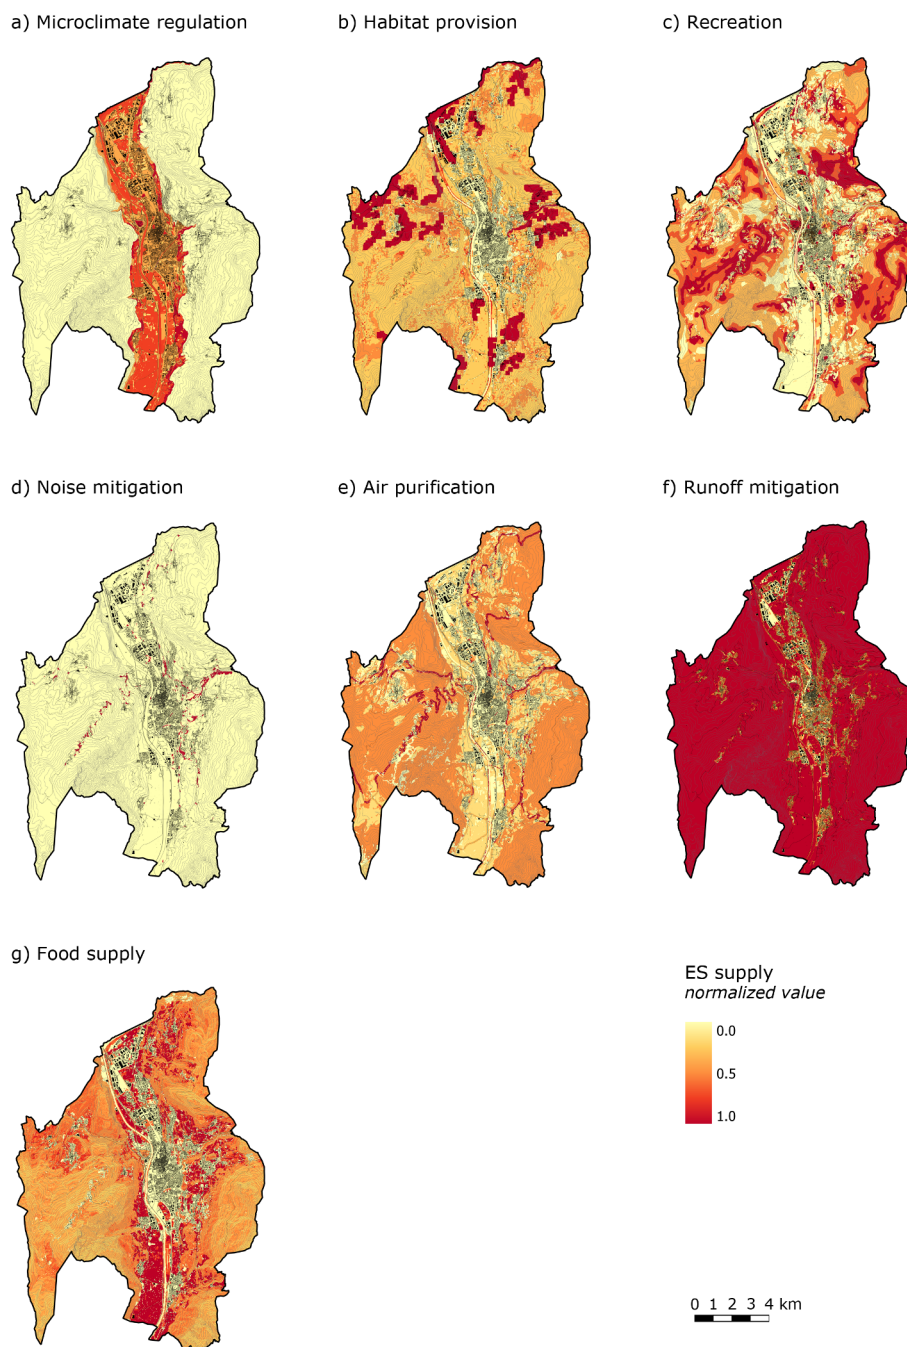 a) Microclimate regulation
b) Habitat provision
c) Recreation
d) Noise mitigation
e) Air purification
f) Runoff mitigation
g) Food supply
ES supply
normalized value
0.0
0.5
1.0
0 1 2 3 4 km